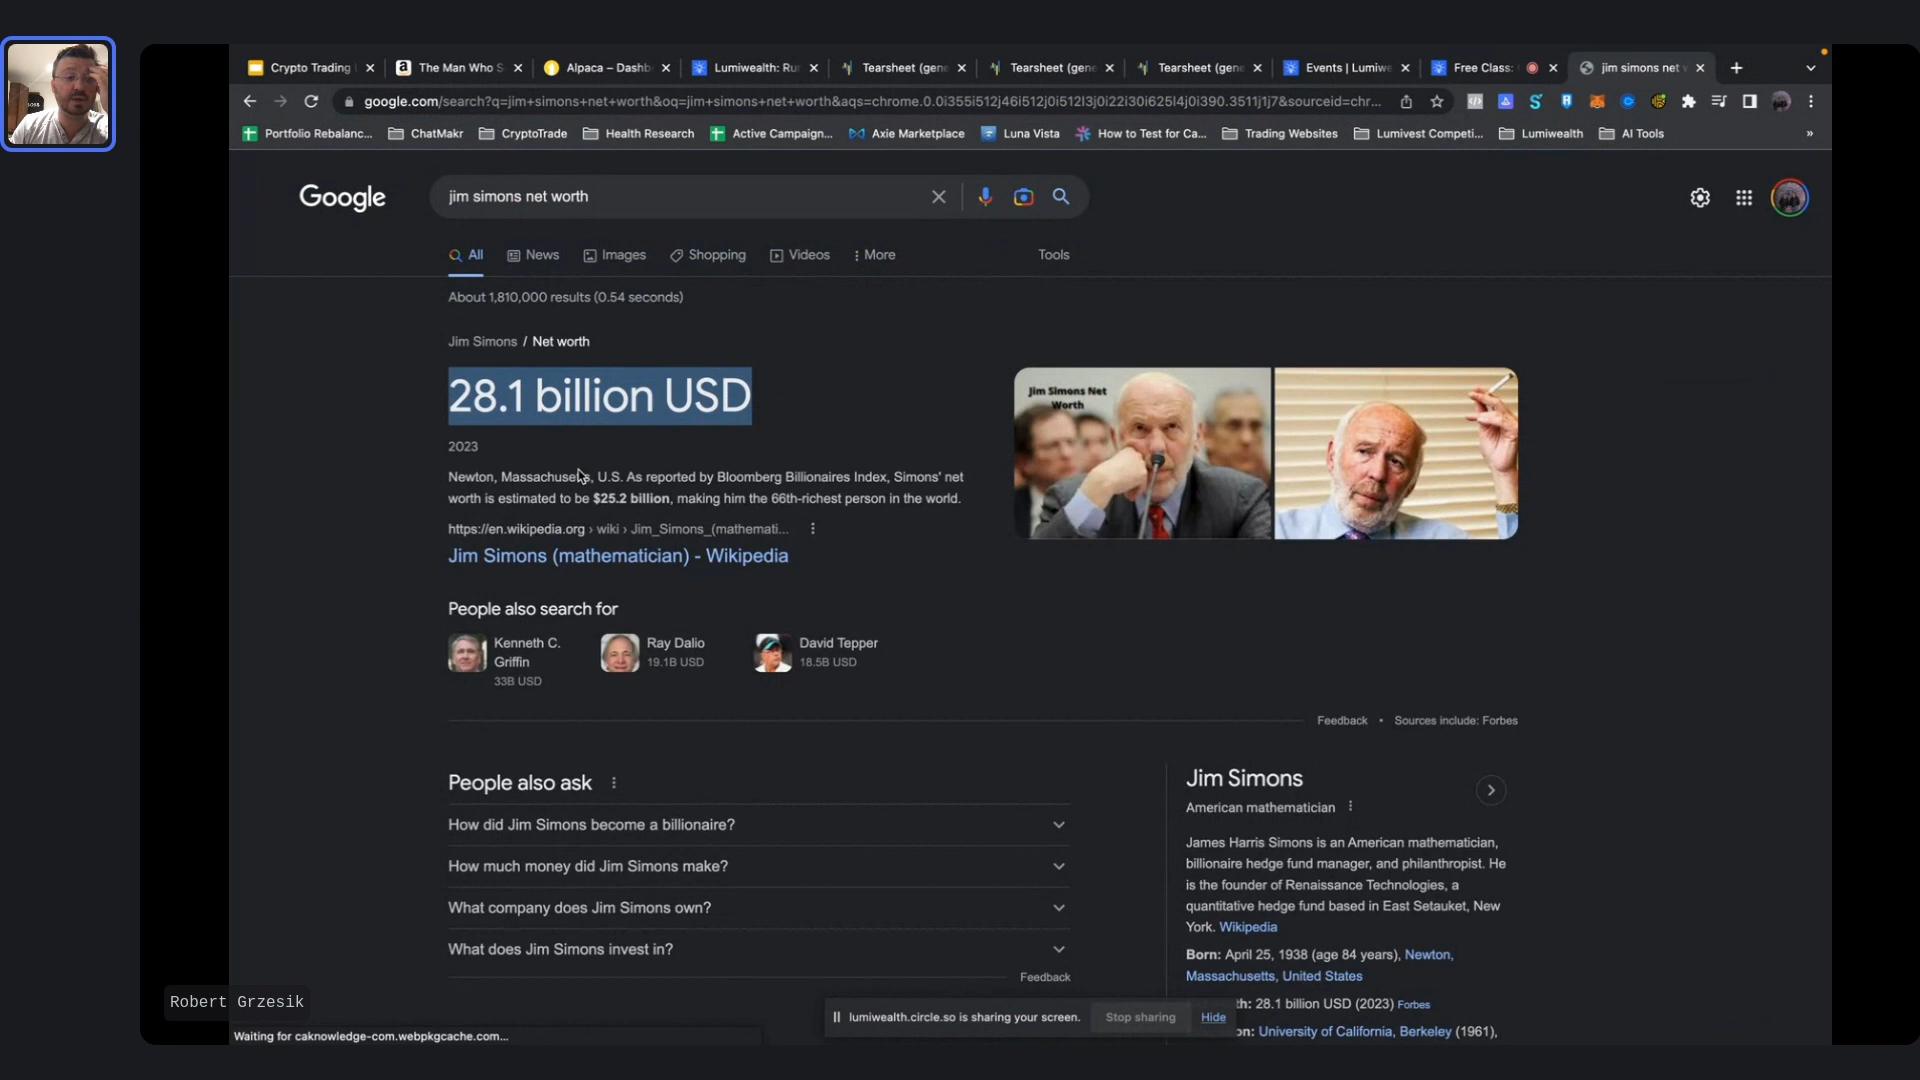 Crypto Trading
The Man Who S
Alpaca – Dashb
Lumiwealth: Ru
Tearsheet (gene
Tearsheet (gene
Tearsheet (gene
Events | Lumiwe
Free Class:
jim simons net w
google.com/search?q=jim+simons+net+worth&oq=jim+simons+net+worth&aqs=chrome.0.0i355i512j46i512j0i512l3j0i22i30i625l4j0i390.3511j1j7&sourceid=chr...
Portfolio Rebalanc...
ChatMakr
CryptoTrade
Health Research
Active Campaign...
Axie Marketplace
Luna Vista
How to Test for Ca...
Trading Websites
Lumivest Competi...
Lumiwealth
AI Tools
»
Google
jim simons net worth
All
News
Images
Shopping
Videos
More
Tools
About 1,810,000 results (0.54 seconds)
Jim Simons / Net worth
28.1 billion USD
2023
Newton, Massachusetts, U.S. As reported by Bloomberg Billionaires Index, Simons' net
worth is estimated to be $25.2 billion, making him the 66th-richest person in the world.
https://en.wikipedia.org › wiki › Jim_Simons_(mathemati...
Jim Simons (mathematician) - Wikipedia
Jim Simons Net
Worth
People also search for
Kenneth C.
Griffin
33B USD
Ray Dalio
19.1B USD
David Tepper
18.5B USD
Feedback • Sources include: Forbes
People also ask
How did Jim Simons become a billionaire?
How much money did Jim Simons make?
What company does Jim Simons own?
What does Jim Simons invest in?
Feedback
Jim Simons
American mathematician
James Harris Simons is an American mathematician,
billionaire hedge fund manager, and philanthropist. He
is the founder of Renaissance Technologies, a
quantitative hedge fund based in East Setauket, New
York. Wikipedia
Born: April 25, 1938 (age 84 years), Newton,
Massachusetts, United States
th: 28.1 billion USD (2023) Forbes
on: University of California, Berkeley (1961),
lumiwealth.circle.so is sharing your screen.
Stop sharing
Hide
Robert Grzesik
Waiting for caknowledge-com.webpkgcache.com...